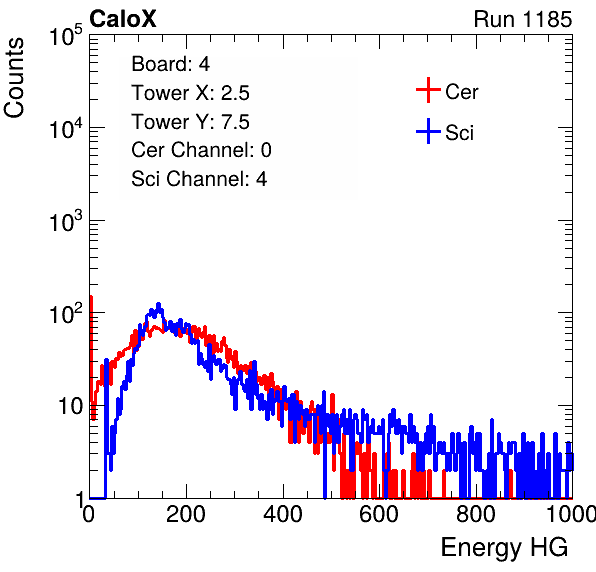 CaloX Run 1185
Counts
Board: 4
Tower X: 2.5
Tower Y: 7.5
Cer Channel: 0
Sci Channel: 4
Cer
Sci
10^5
10^4
10^3
10^2
10
1
0 200 400 600 800 1000
Energy HG